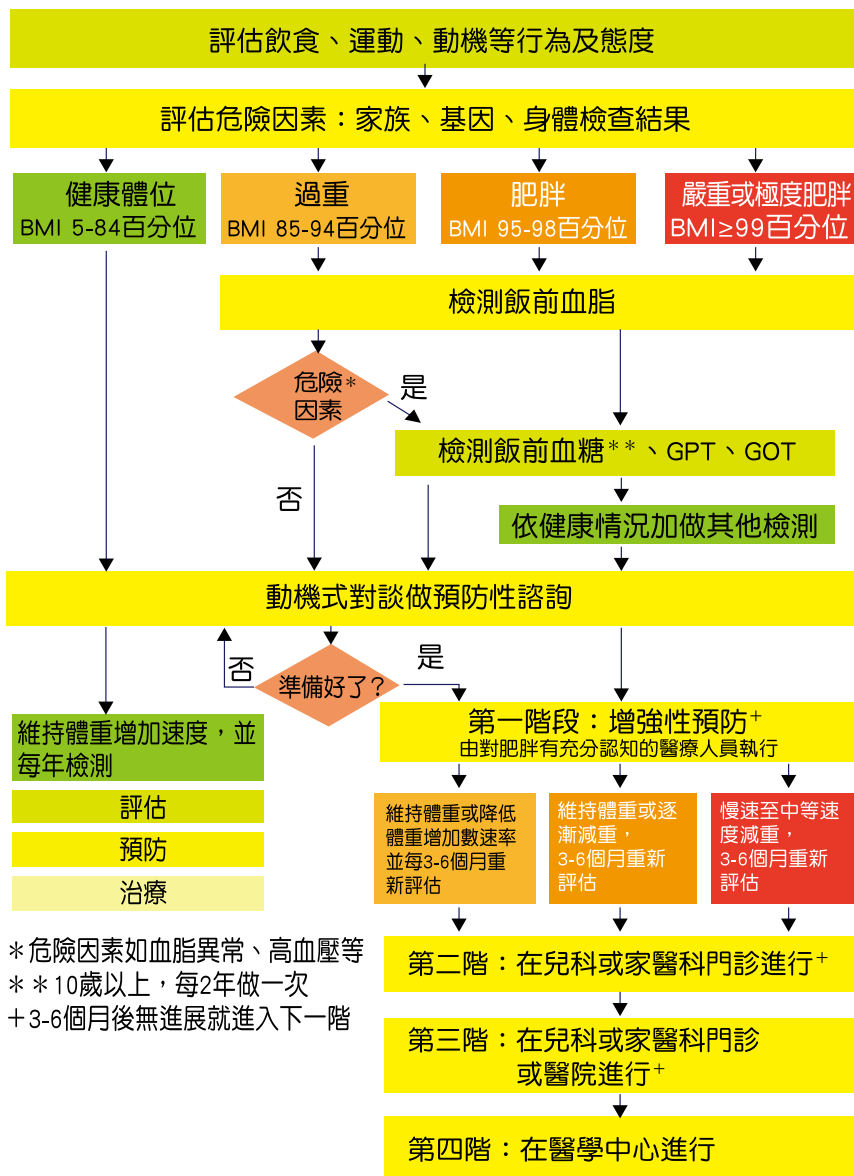 評估飲食、運動、動機等行為及態度
評估危險因素：家族、基因、身體檢查結果
健康體位
BMI 5-84百分位
過重
BMI 85-94百分位
肥胖
BMI 95-98百分位
嚴重或極度肥胖
BMI≥99百分位
檢測飯前血脂
危險*
因素
是
檢測飯前血糖**、GPT、GOT
否
依健康情況加做其他檢測
動機式對談做預防性諮詢
否
準備好了?
是
維持體重增加速度，並
每年檢測
第一階段：增強性預防+
由對肥胖有充分認知的醫療人員執行
評估
預防
治療
維持體重或降低
體重增加數速率
並每3-6個月重
新評估
維持體重或逐
漸減重，
3-6個月重新
評估
慢速至中等速
度減重，
3-6個月重新
評估
*危險因素如血脂異常、高血壓等
**10歲以上，每2年做一次
+3-6個月後無進展就進入下一階
第二階：在兒科或家醫科門診進行+
第三階：在兒科或家醫科門診
或醫院進行+
第四階：在醫學中心進行